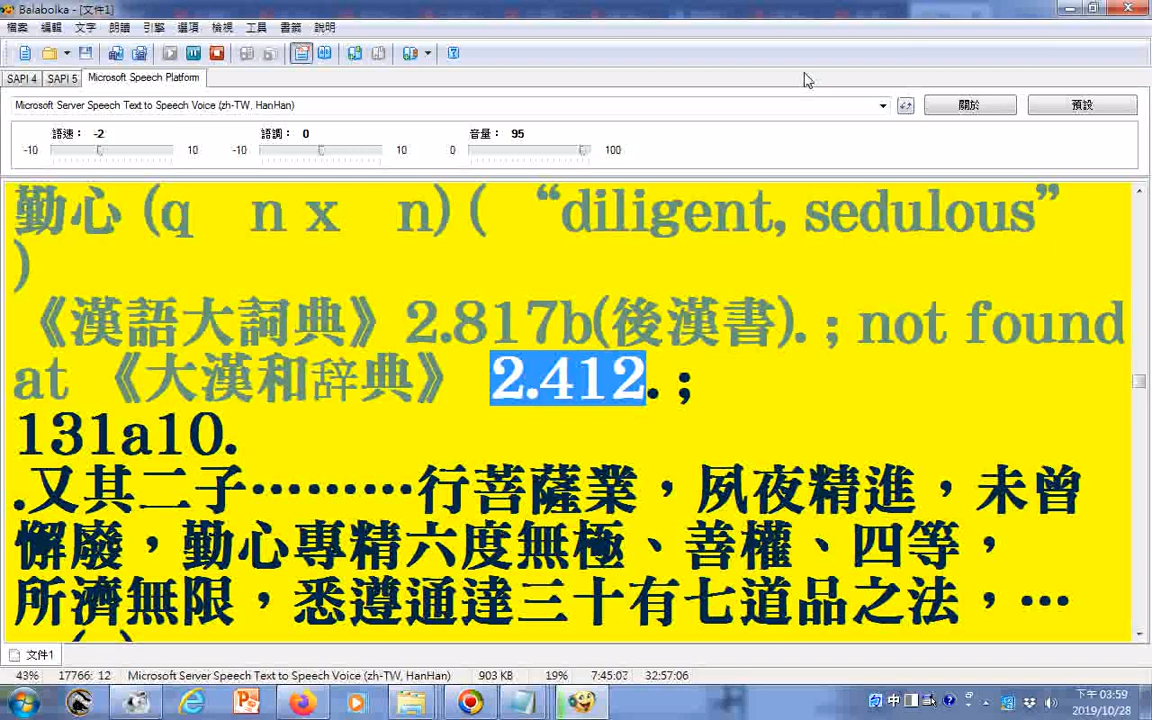 Balabolka - [文件1]
檔案 編輯 文字 朗讀 引擎 選項 檢視 工具 書籤 說明
SAPI 4 SAPI 5 Microsoft Speech Platform
Microsoft Server Speech Text to Speech Voice (zh-TW, HanHan) 關於 預設
語速： -2 語調： 0 音量： 95
-10 10 -10 10 0 100
勤心 (q n x n) ( “diligent, sedulous”
)
《漢語大詞典》 2.817b(後漢書). ; not found
at 《大漢和辞典》 2.412. ;
131a10.
.又其二子………行菩薩業，夙夜精進，未曾
懈廢，勤心專精六度無極、善權、四等，
所濟無限，悉遵通達三十有七道品之法，…
文件1
43% 17766: 12 Microsoft Server Speech Text to Speech Voice (zh-TW, HanHan) 903 KB 19% 7:45:07 32:57:06
中 下午 03:59
2019/10/28